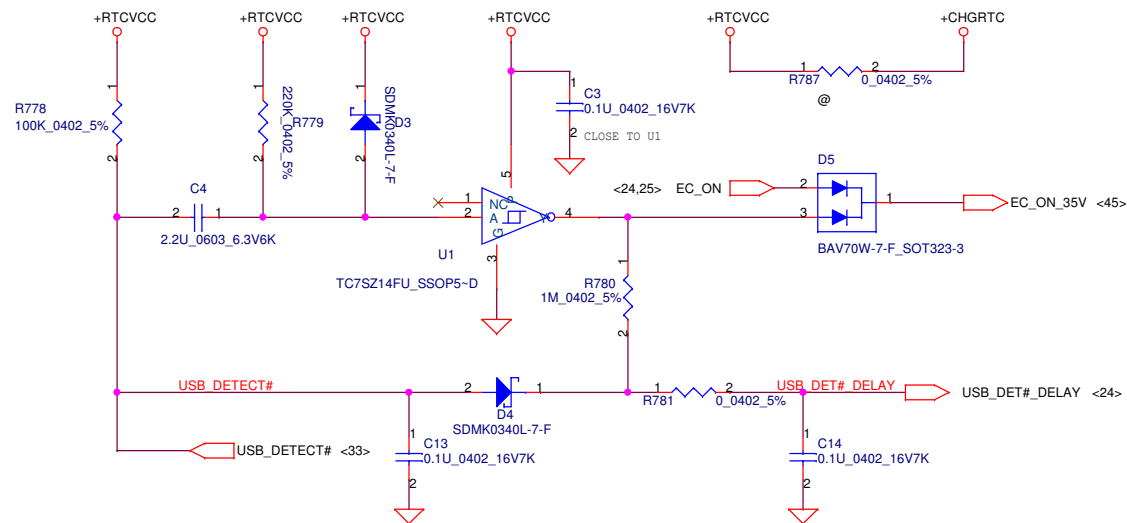 +RTCVCC
+RTCVCC
+RTCVCC
+RTCVCC
+RTCVCC
+CHGRTC
1
R778
100K_0402_5%
2
1
220K_0402_5%
R779
2
1
SDMK0340L-7-F
D3
2
1
C3
0.1U_0402_16V7K
2
CLOSE TO U1
1
2
R787
0_0402_5%
@
C4
2
1
2.2U_0603_6.3V6K
5
P
1
NC
2
A
Y
4
G
3
U1
TC7SZ14FU_SSOP5~D
<24,25>
EC_ON
D5
2
3
1
EC_ON_35V <45>
BAV70W-7-F_SOT323-3
1
R780
1M_0402_5%
2
USB_DETECT#
2
1
D4
SDMK0340L-7-F
1
2
R781
0_0402_5%
USB_DET#_DELAY
USB_DET#_DELAY <24>
USB_DETECT# <33>
1
C13
0.1U_0402_16V7K
2
1
C14
0.1U_0402_16V7K
2